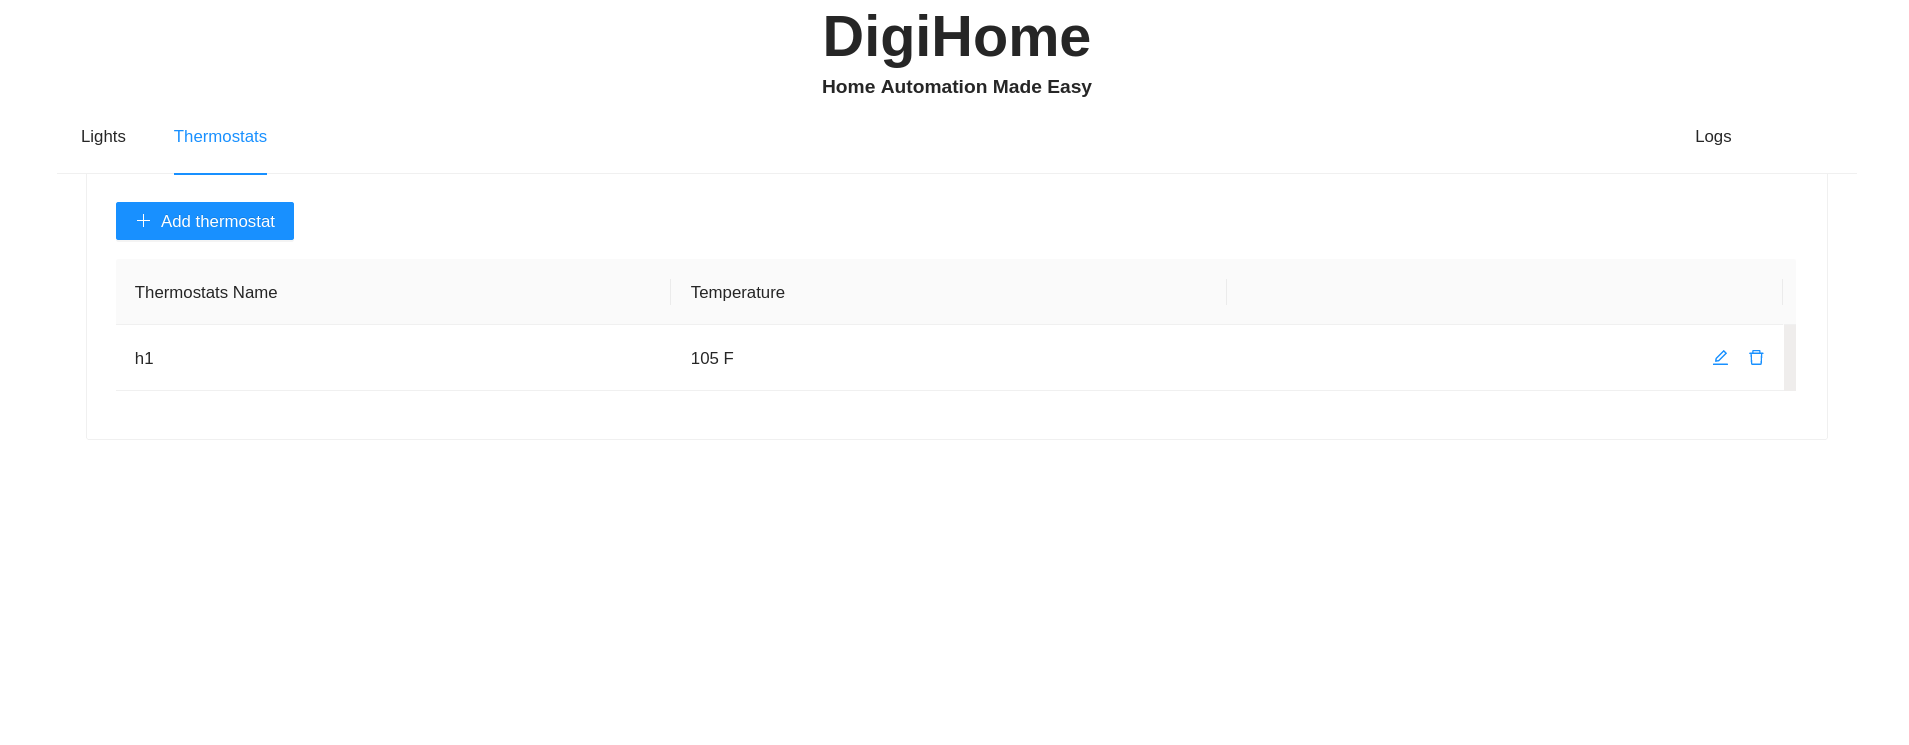 DigiHome
Home Automation Made Easy
Lights Thermostats Logs
Add thermostat
Thermostats Name Temperature
h1 105 F